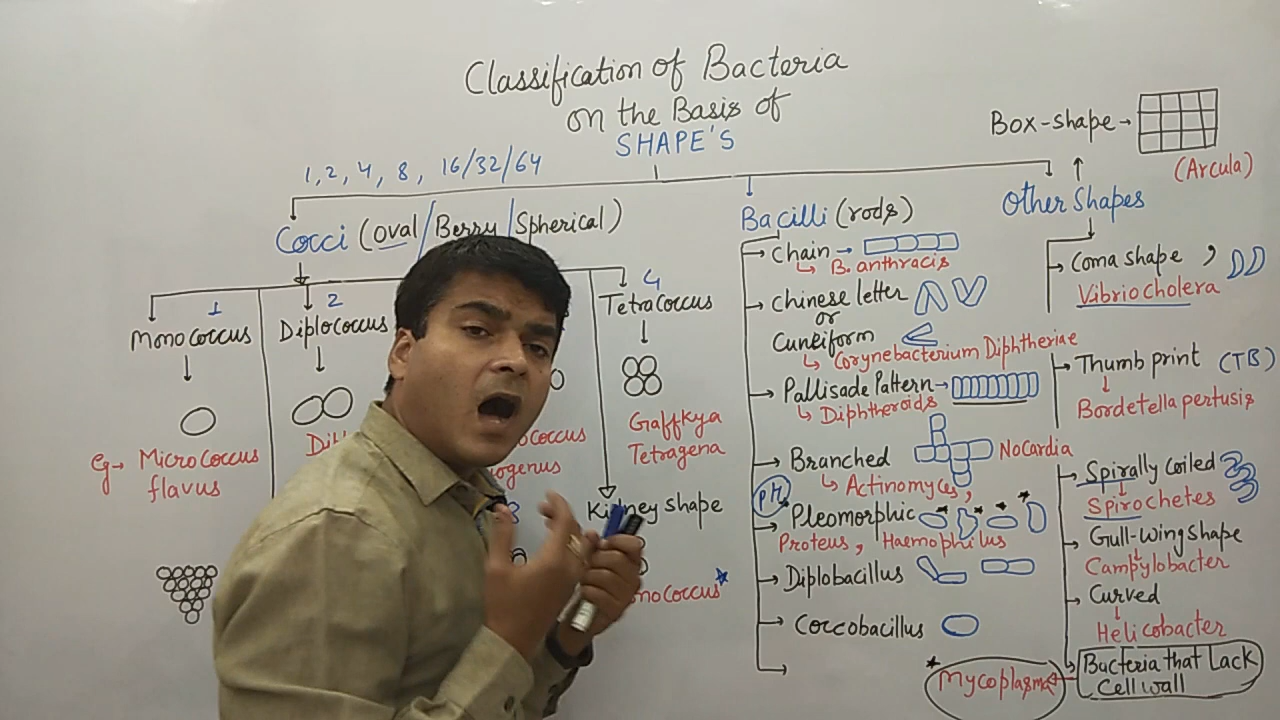 Classification of Bacteria
on the Basis of
SHAPE'S
1, 2, 4, 8, 16/32/64
Cocci (oval/Berry/Spherical)
1
Monococcus
eg→ Micrococcus
flavus
2
Diplococcus
4
Tetracoccus
Gaffkya
Tetragena
Kidney shape
Bacilli (rods)
Chain
B. anthracis
Chinese letter
or
Cuneiform
Corynebacterium Diphtheriae
Pallisade Pattern
Diphtheroids
Branched
Nocardia
Actinomyces,
PH
Pleomorphic
Proteus, Haemophilus
Diplobacillus
Coccobacillus
Other Shapes
Box-shape
(Arcula)
Coma shape ,
Vibriocholera
Thumb print (TB)
Bordetella pertusis
Spirally coiled
Spirochetes
Gull-wing shape
Campylobacter
Curved
Helicobacter
Bacteria that Lack
Cell wall
Mycoplasma